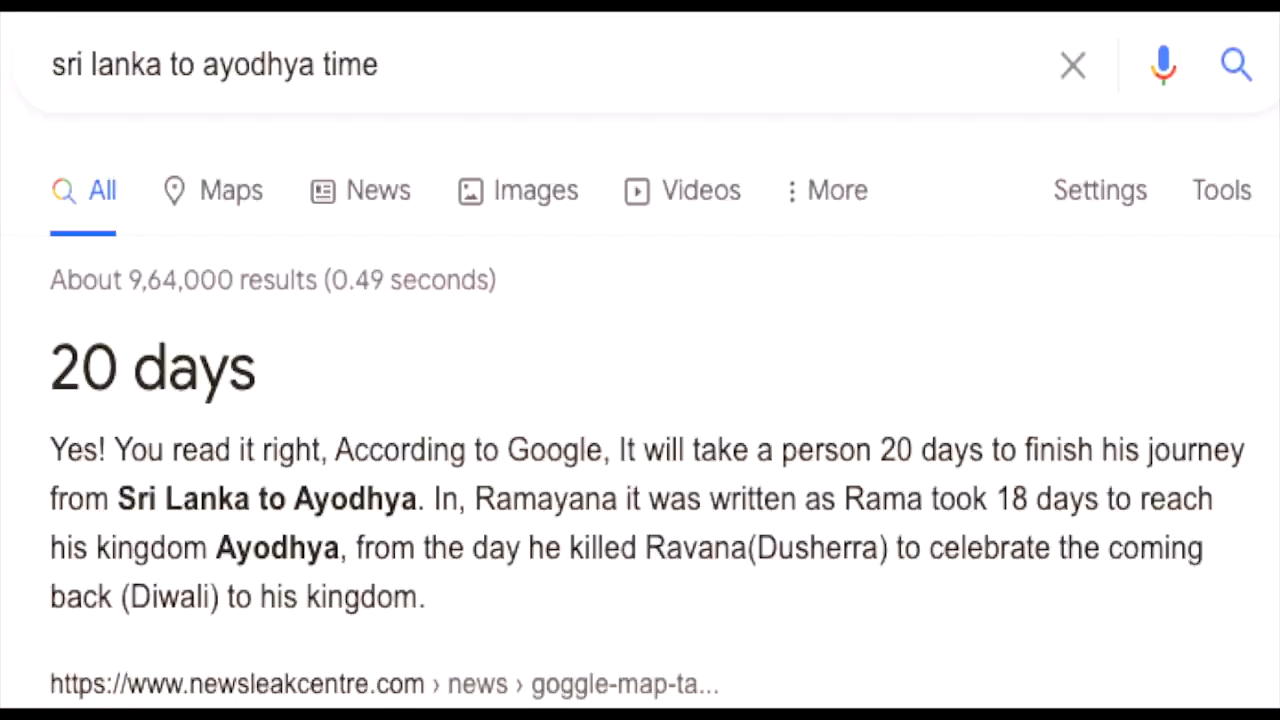 sri lanka to ayodhya time
All Maps News Images Videos More Settings Tools
About 9,64,000 results (0.49 seconds)
20 days
Yes! You read it right, According to Google, It will take a person 20 days to finish his journey
from Sri Lanka to Ayodhya. In, Ramayana it was written as Rama took 18 days to reach
his kingdom Ayodhya, from the day he killed Ravana(Dusherra) to celebrate the coming
back (Diwali) to his kingdom.
https://www.newsleakcentre.com › news › goggle-map-ta...